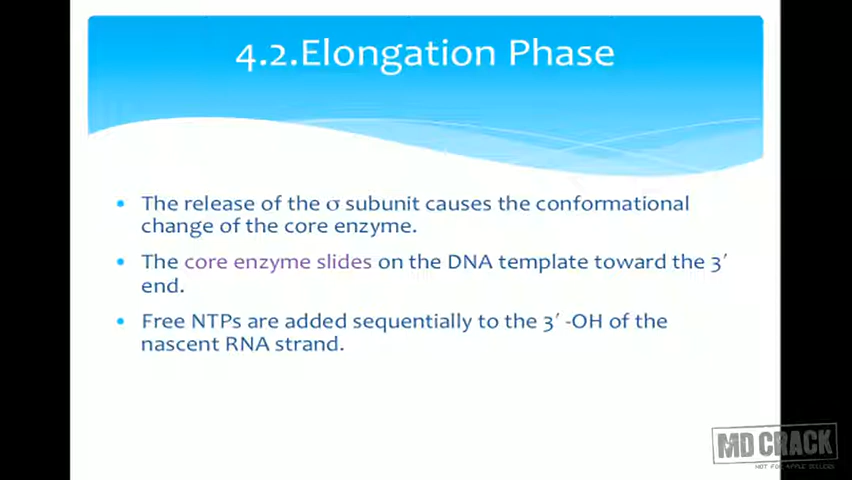 4.2.Elongation Phase
The release of the σ subunit causes the conformational
change of the core enzyme.
The core enzyme slides on the DNA template toward the 3′
end.
Free NTPs are added sequentially to the 3′ -OH of the
nascent RNA strand.
MD CRACK